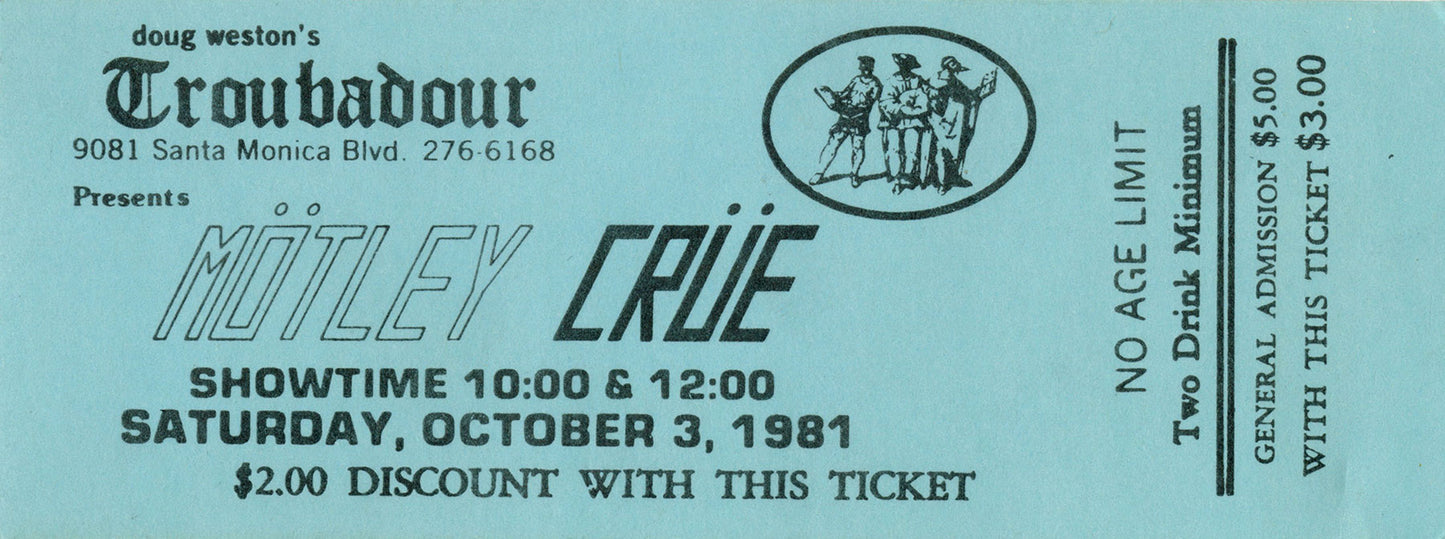 doug weston's
Troubadour
9081 Santa Monica Blvd. 276-6168
Presents
MÖTLEY CRÜE
SHOWTIME 10:00 & 12:00
SATURDAY, OCTOBER 3, 1981
$2.00 DISCOUNT WITH THIS TICKET
NO AGE LIMIT
Two Drink Minimum
GENERAL ADMISSION $5.00
WITH THIS TICKET $3.00